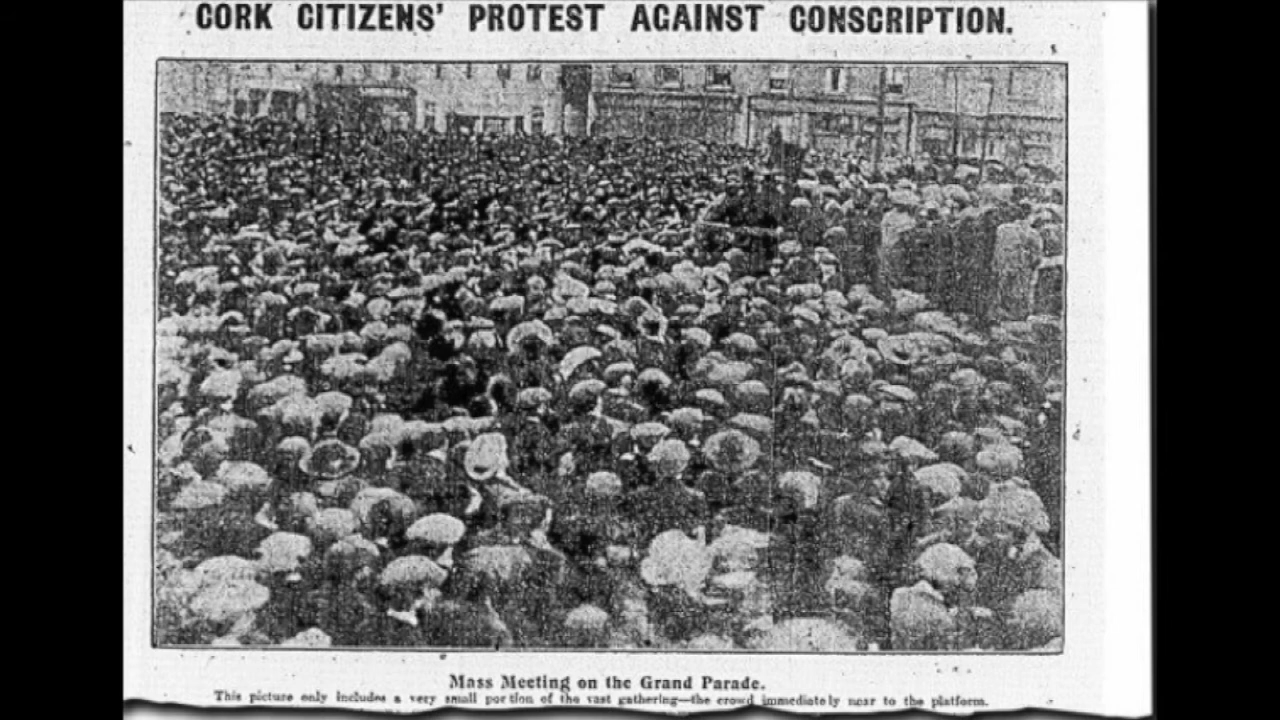 CORK CITIZENS' PROTEST AGAINST CONSCRIPTION.
Mass Meeting on the Grand Parade.
This picture only includes a very small portion of the vast gathering—the crowd immediately near to the platform.